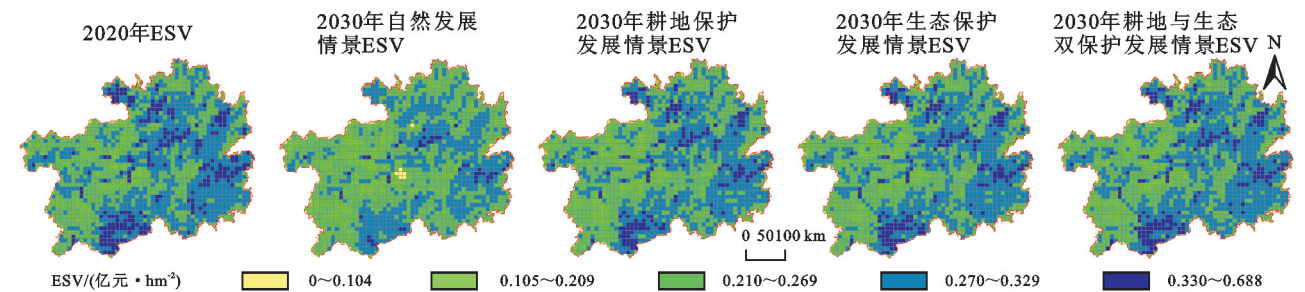 2020年ESV
2030年自然发展
情景ESV
2030年耕地保护
发展情景ESV
2030年生态保护
发展情景ESV
2030年耕地与生态
双保护发展情景ESV
N
0 50100 km
ESV/(亿元·hm⁻²)
0～0.104
0.105～0.209
0.210～0.269
0.270～0.329
0.330～0.688